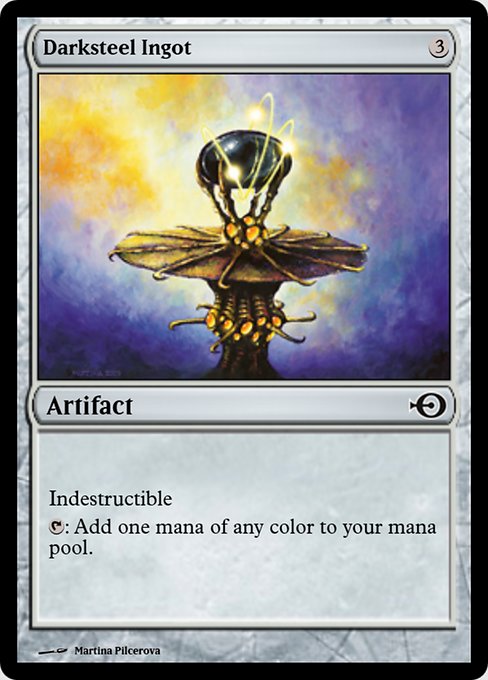 Darksteel Ingot 3
Artifact
Indestructible
: Add one mana of any color to your mana
pool.
Martina Pilcerova